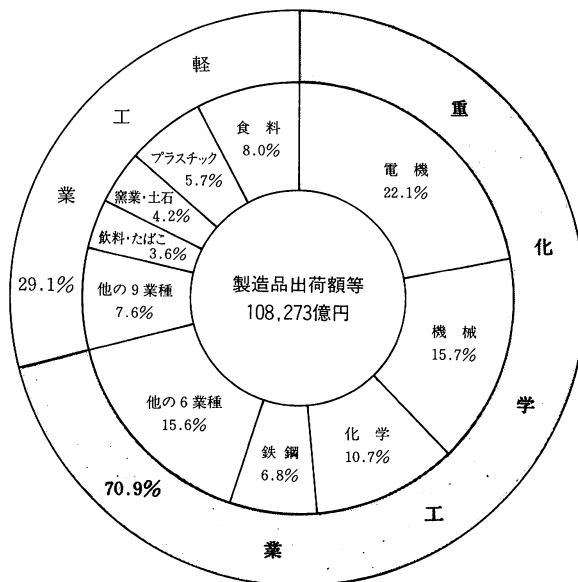 製造品出荷額等
108,273億円
重化学工業
70.9%
電機
22.1%
機械
15.7%
化学
10.7%
鉄鋼
6.8%
他の6業種
15.6%
軽工業
29.1%
食料
8.0%
プラスチック
5.7%
窯業・土石
4.2%
飲料・たばこ
3.6%
他の9業種
7.6%